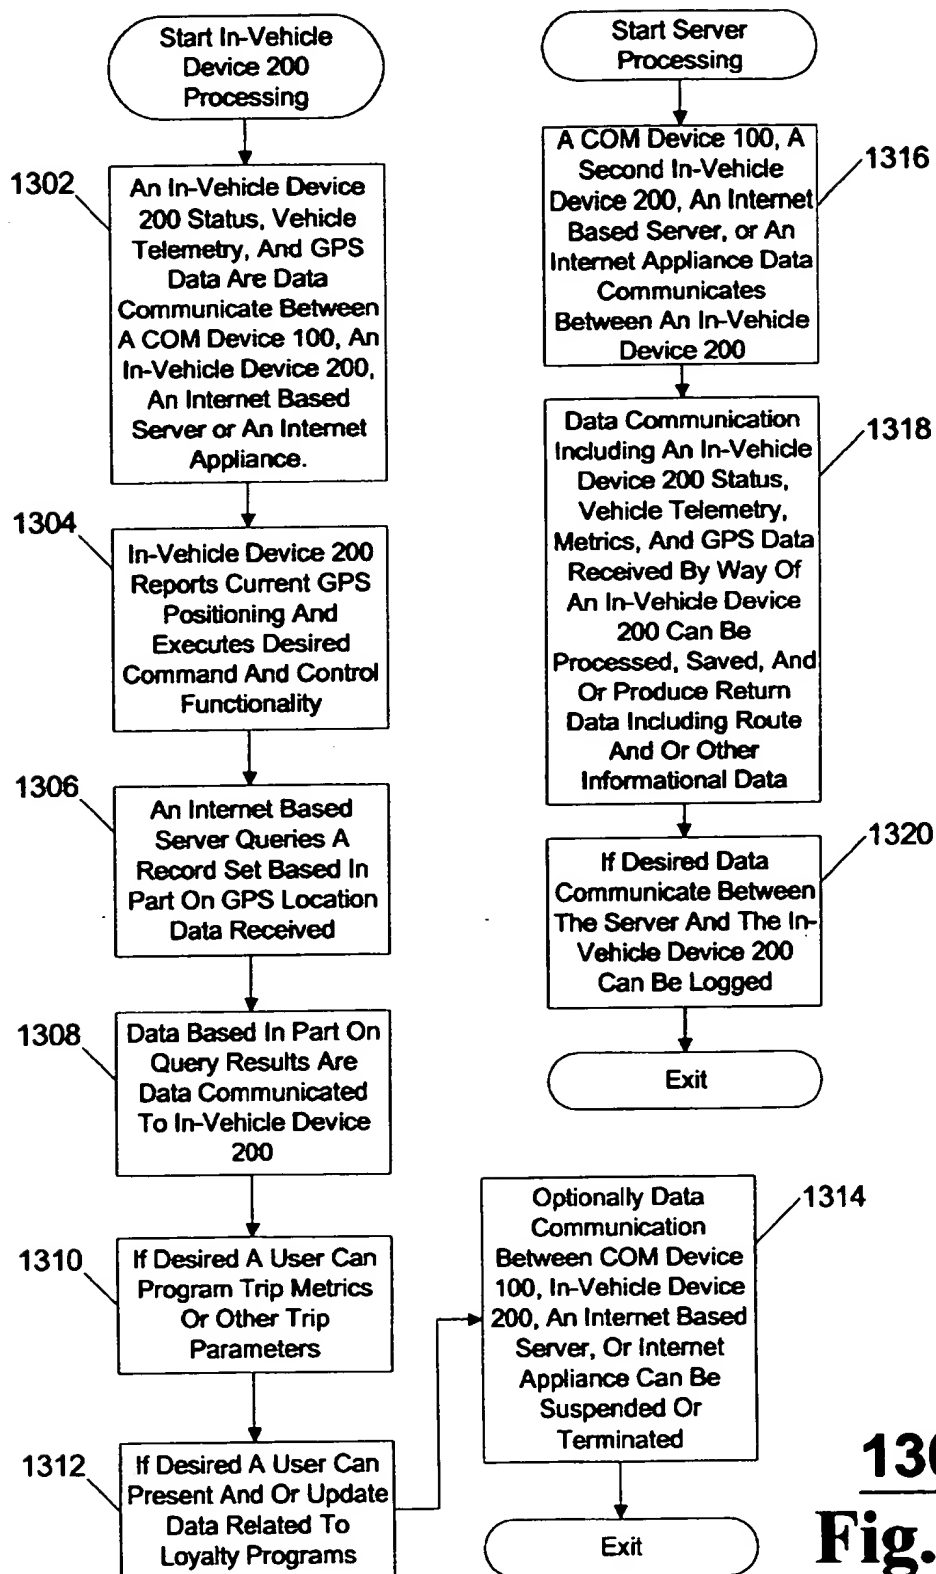 Start In-Vehicle
Device 200
Processing
1302
An In-Vehicle Device
200 Status, Vehicle
Telemetry, And GPS
Data Are Data
Communicate Between
A COM Device 100, An
In-Vehicle Device 200,
An Internet Based
Server or An Internet
Appliance.
1304
In-Vehicle Device 200
Reports Current GPS
Positioning And
Executes Desired
Command And Control
Functionality
1306
An Internet Based
Server Queries A
Record Set Based In
Part On GPS Location
Data Received
1308
Data Based In Part On
Query Results Are
Data Communicated
To In-Vehicle Device
200
1310
If Desired A User Can
Program Trip Metrics
Or Other Trip
Parameters
1312
If Desired A User Can
Present And Or Update
Data Related To
Loyalty Programs
1314
Optionally Data
Communication
Between COM Device
100, In-Vehicle Device
200, An Internet Based
Server, Or Internet
Appliance Can Be
Suspended Or
Terminated
Exit
Start Server
Processing
1316
A COM Device 100, A
Second In-Vehicle
Device 200, An Internet
Based Server, or An
Internet Appliance Data
Communicates
Between An In-Vehicle
Device 200
1318
Data Communication
Including An In-Vehicle
Device 200 Status,
Vehicle Telemetry,
Metrics, And GPS Data
Received By Way Of
An In-Vehicle Device
200 Can Be
Processed, Saved, And
Or Produce Return
Data Including Route
And Or Other
Informational Data
1320
If Desired Data
Communicate Between
The Server And The In-
Vehicle Device 200
Can Be Logged
Exit
Fig.